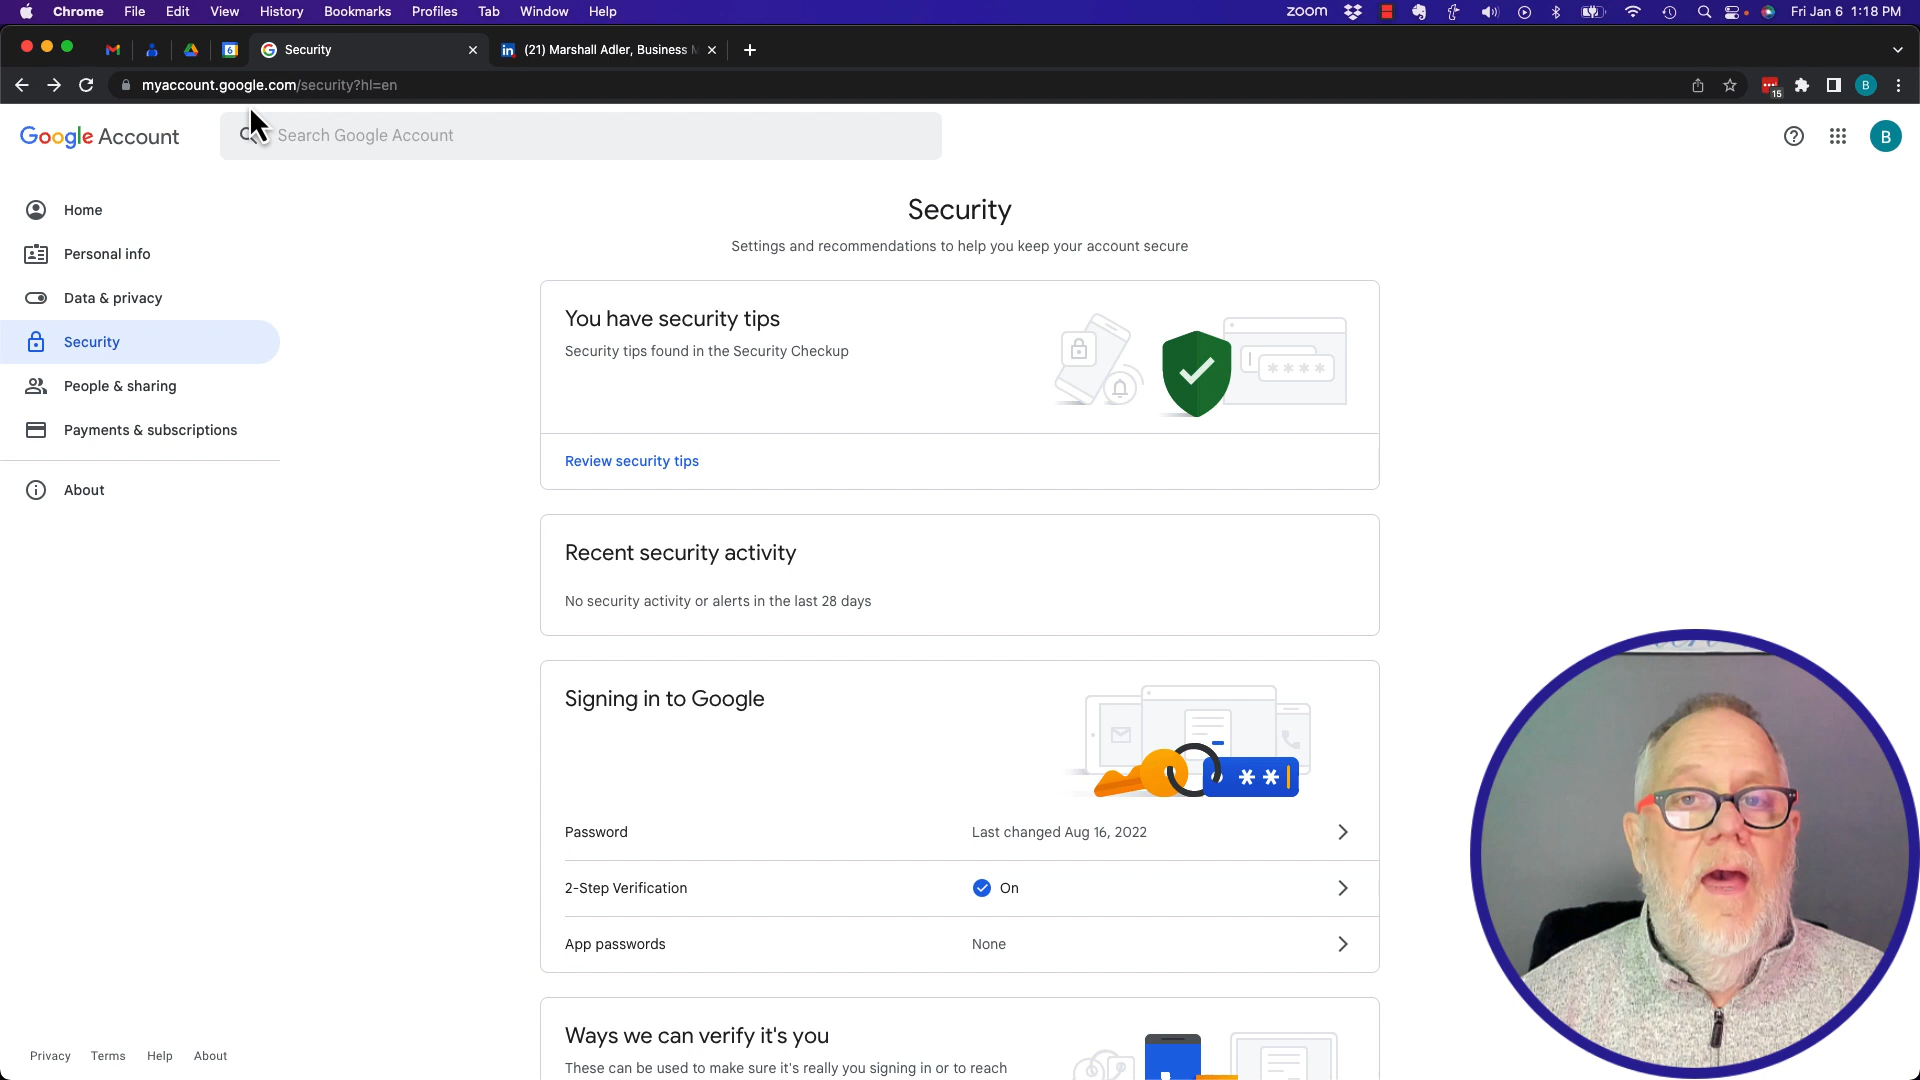 Chrome File Edit View History Bookmarks Profiles Tab Window Help zoom Fri Jan 6 1:18 PM
6 Security (21) Marshall Adler, Business
myaccount.google.com/security?hl=en 15 B
Google Account Search Google Account B
Home
Personal info
Data & privacy
Security
People & sharing
Payments & subscriptions
About
Security
Settings and recommendations to help you keep your account secure
You have security tips
Security tips found in the Security Checkup
****
Review security tips
Recent security activity
No security activity or alerts in the last 28 days
Signing in to Google
**
Password Last changed Aug 16, 2022
2-Step Verification On
App passwords None
Ways we can verify it's you
These can be used to make sure it's really you signing in or to reach
Privacy Terms Help About